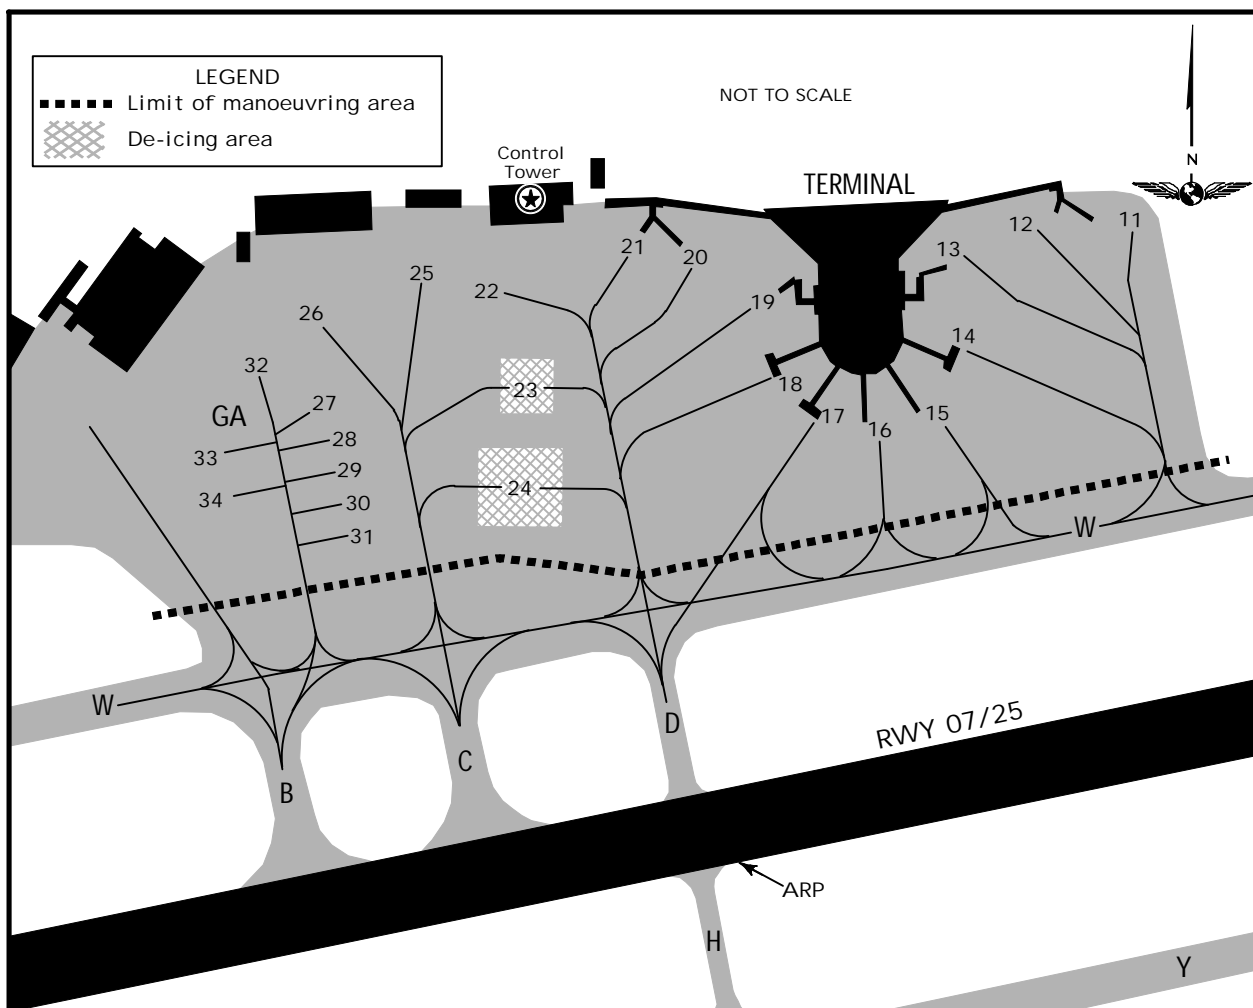 LEGEND
Limit of manoeuvring area
De-icing area
NOT TO SCALE
N
Control
Tower
TERMINAL
11
12
13
21
20
25
22
19
26
14
32
23
18
GA
27
17
15
16
28
33
29
24
34
30
31
W
W
D
RWY 07/25
C
B
ARP
H
Y